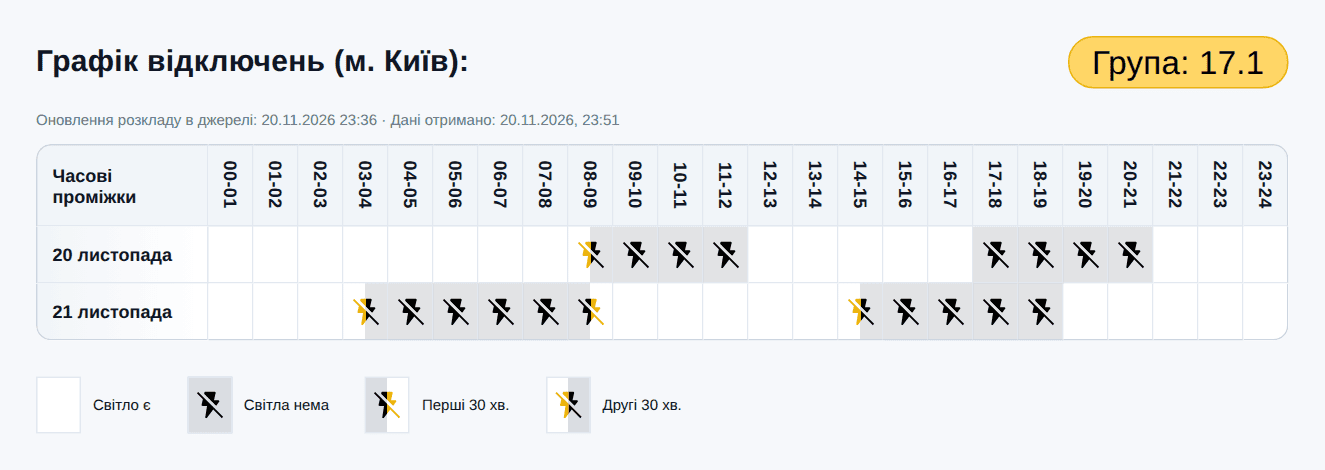 Графік відключень (м. Київ):
Група: 17.1
Оновлення розкладу в джерелі: 20.11.2026 23:36 · Дані отримано: 20.11.2026, 23:51
Часові
проміжки
00-01
01-02
02-03
03-04
04-05
05-06
06-07
07-08
08-09
09-10
10-11
11-12
12-13
13-14
14-15
15-16
16-17
17-18
18-19
19-20
20-21
21-22
22-23
23-24
20 листопада
21 листопада
Світло є
Світла нема
Перші 30 хв.
Другі 30 хв.